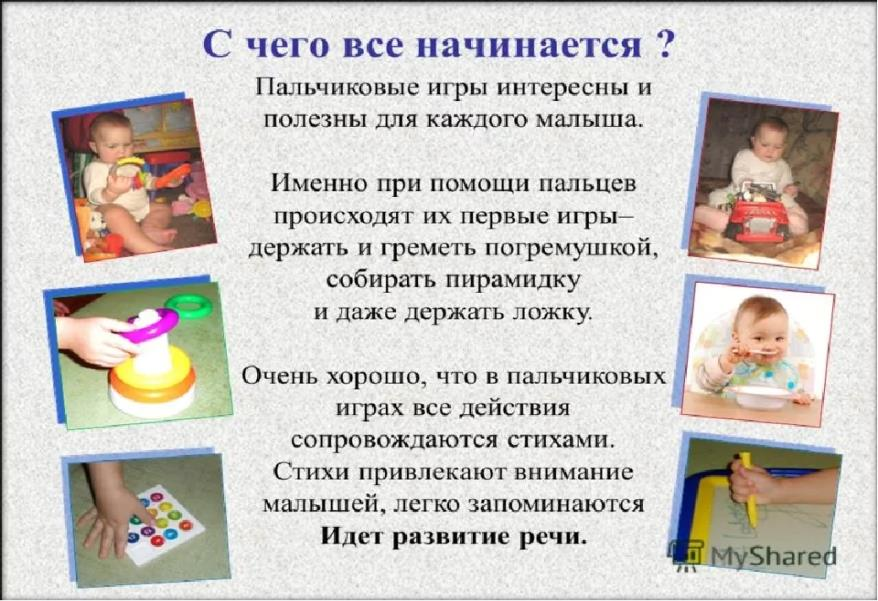 С чего все начинается ?
Пальчиковые игры интересны и
полезны для каждого малыша.
Именно при помощи пальцев
происходят их первые игры–
держать и греметь погремушкой,
собирать пирамидку
и даже держать ложку.
Очень хорошо, что в пальчиковых
играх все действия
сопровождаются стихами.
Стихи привлекают внимание
малышей, легко запоминаются
Идет развитие речи.
MyShared